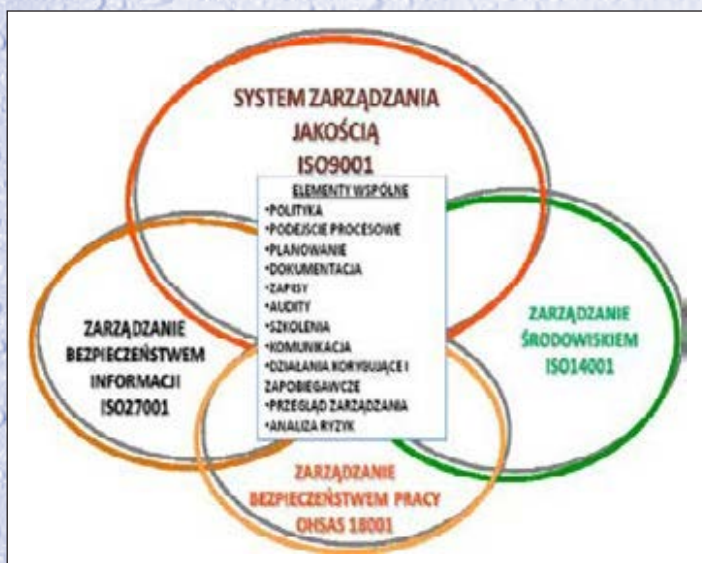 SYSTEM ZARZĄDZANIA
JAKOŚCIĄ
ISO9001
ELEMENTY WSPÓLNE
•POLITYKA
•PODEJŚCIE PROCESOWE
•PLANOWANIE
•DOKUMENTACJA
•ZAPISY
•AUDITY
•SZKOLENIA
•KOMUNIKACJA
•DZIAŁANIA KORYGUJĄCE I
ZAPOBIEGAWCZE
•PRZEGLĄD ZARZĄDZANIA
•ANALIZA RYZYK
ZARZĄDZANIE
BEZPIECZEŃSTWEM
INFORMACJI
ISO27001
ZARZĄDZANIE
ŚRODOWISKIEM
ISO14001
ZARZĄDZANIE
BEZPIECZEŃSTWEM PRACY
OHSAS 18001